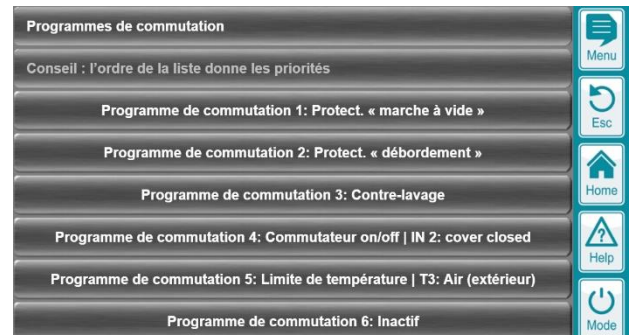 Programmes de commutation
Menu
Conseil : l'ordre de la liste donne les priorités
Programme de commutation 1: Protect. « marche à vide »
Esc
Programme de commutation 2: Protect. « débordement »
Programme de commutation 3: Contre-lavage
Home
Programme de commutation 4: Commutateur on/off | IN 2: cover closed
Help
Programme de commutation 5: Limite de température | T3: Air (extérieur)
Programme de commutation 6: Inactif
Mode